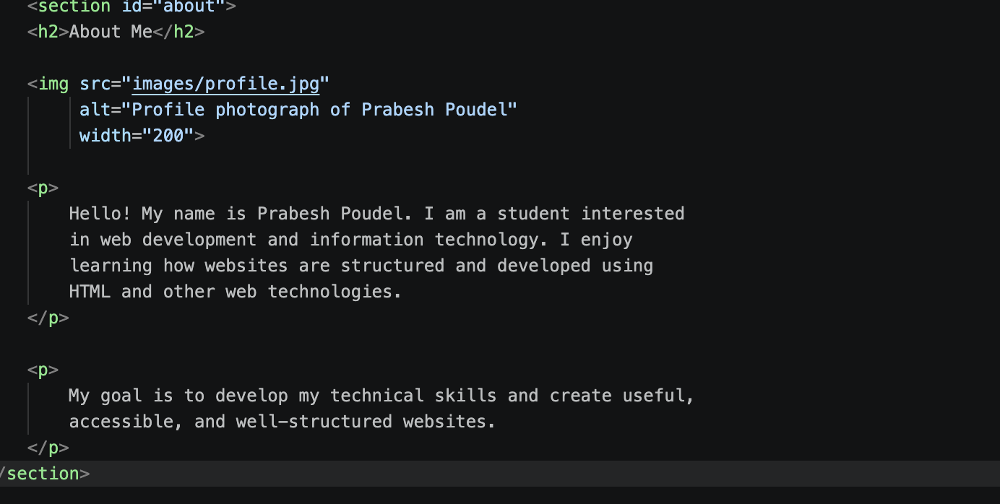 <section id="about">
<h2>About Me</h2>
<img src="images/profile.jpg"
alt="Profile photograph of Prabesh Poudel"
width="200">
<p>
Hello! My name is Prabesh Poudel. I am a student interested
in web development and information technology. I enjoy
learning how websites are structured and developed using
HTML and other web technologies.
</p>
<p>
My goal is to develop my technical skills and create useful,
accessible, and well-structured websites.
</p>
/section>